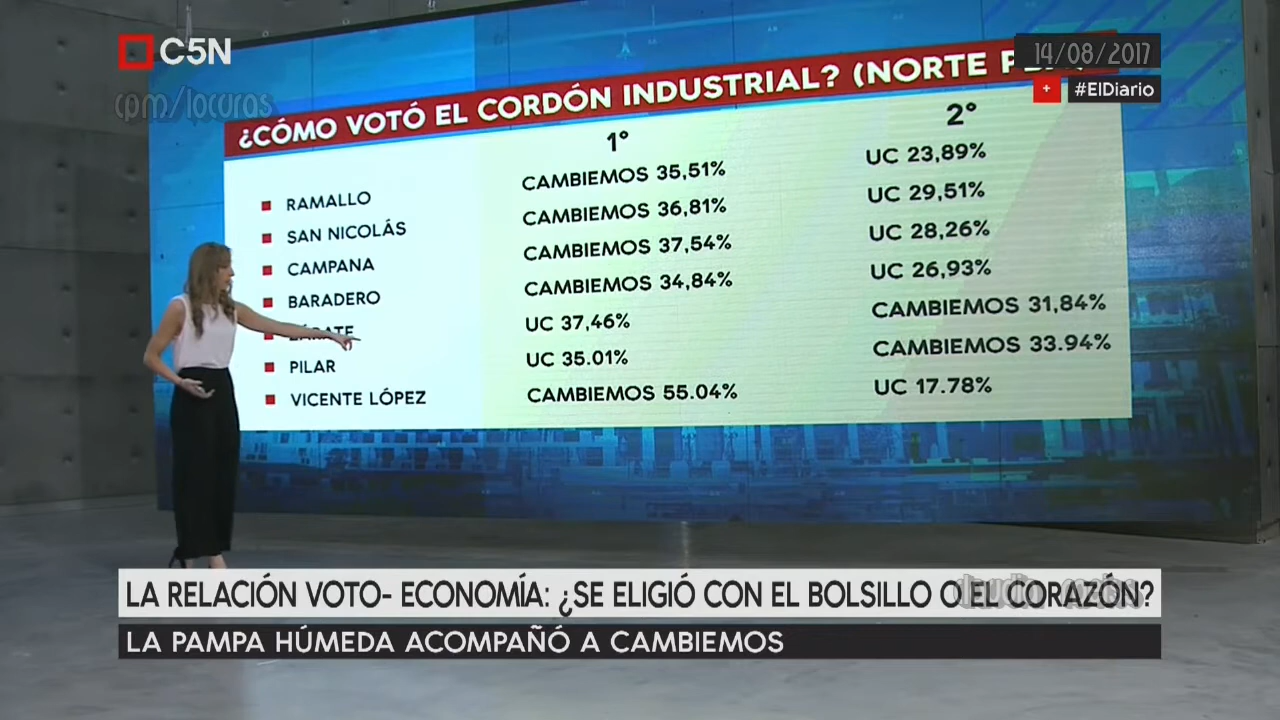 C5N
14/08/2017
cpm/locuras
#ElDiario
¿CÓMO VOTÓ EL CORDÓN INDUSTRIAL? (NORTE
1° 2°
RAMALLO CAMBIEMOS 35,51% UC 23,89%
SAN NICOLÁS CAMBIEMOS 36,81% UC 29,51%
CAMPANA CAMBIEMOS 37,54% UC 28,26%
BARADERO CAMBIEMOS 34,84% UC 26,93%
ZÁRATE UC 37,46% CAMBIEMOS 31,84%
PILAR UC 35.01% CAMBIEMOS 33.94%
VICENTE LÓPEZ CAMBIEMOS 55.04% UC 17.78%
LA RELACIÓN VOTO- ECONOMÍA: ¿SE ELIGIÓ CON EL BOLSILLO O EL CORAZÓN?
LA PAMPA HÚMEDA ACOMPAÑÓ A CAMBIEMOS